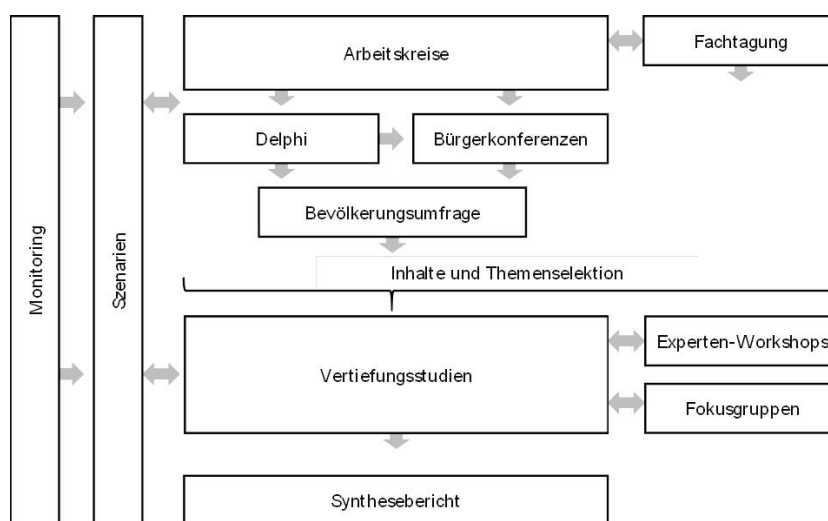 Monitoring
Szenarien
Arbeitskreise
Fachtagung
Delphi
Bürgerkonferenzen
Bevölkerungsumfrage
Inhalte und Themenselektion
Vertiefungsstudien
Experten-Workshops
Fokusgruppen
Synthesebericht